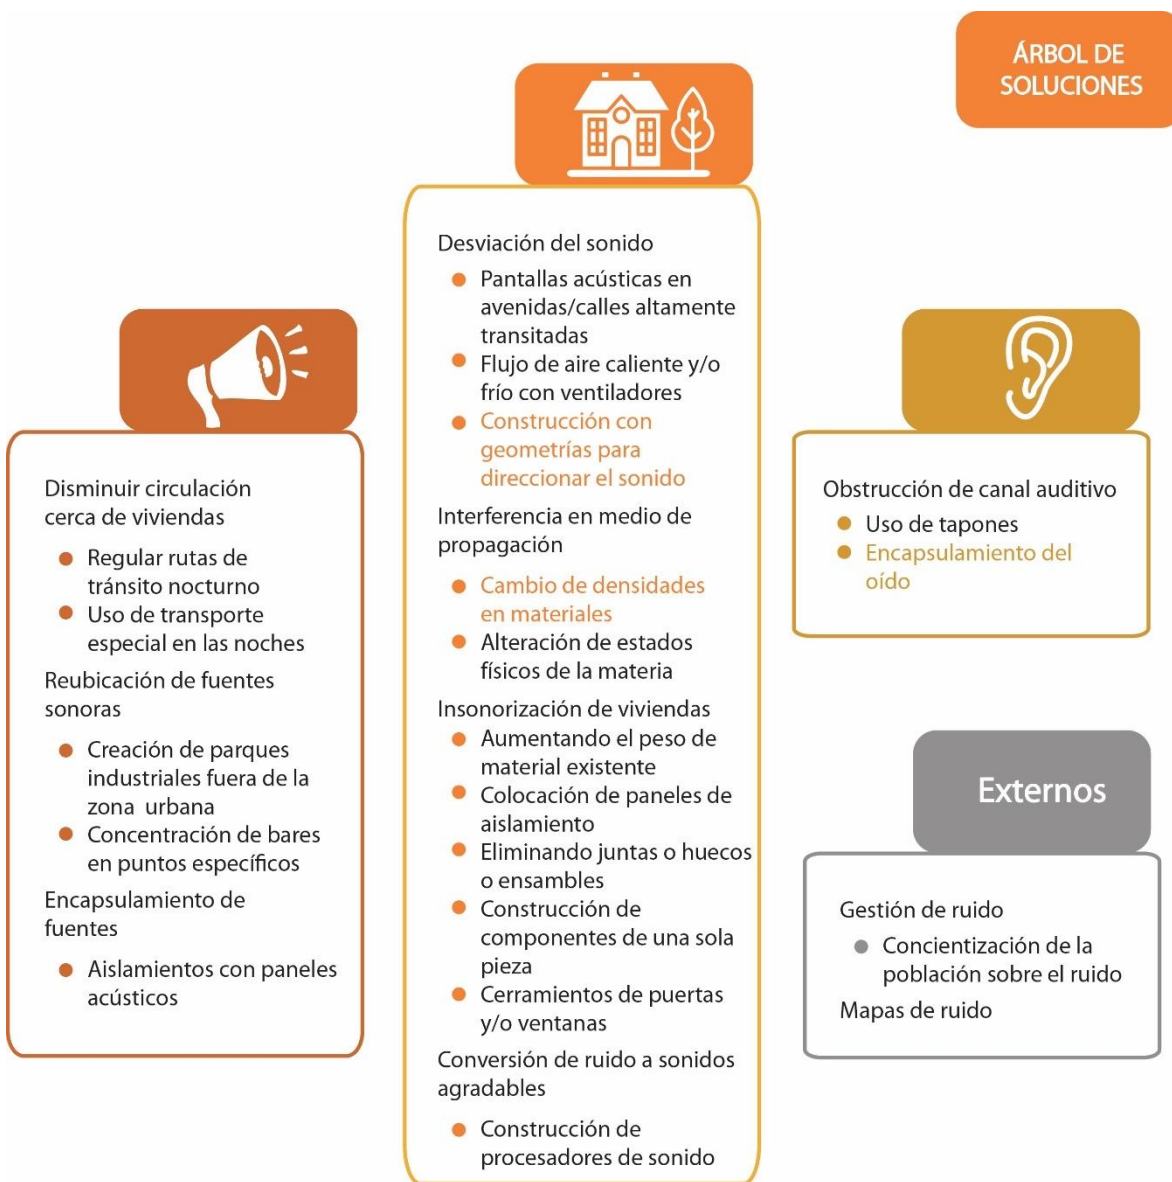 ÁRBOL DE
SOLUCIONES
Disminuir circulación
cerca de viviendas
Regular rutas de
tránsito nocturno
Uso de transporte
especial en las noches
Reubicación de fuentes
sonoras
Creación de parques
industriales fuera de la
zona urbana
Concentración de bares
en puntos específicos
Encapsulamiento de
fuentes
Aislamientos con paneles
acústicos
Desviación del sonido
Pantallas acústicas en
avenidas/calles altamente
transitadas
Flujo de aire caliente y/o
frío con ventiladores
Construcción con
geometrías para
direccionar el sonido
Interferencia en medio de
propagación
Cambio de densidades
en materiales
Alteración de estados
físicos de la materia
Insonorización de viviendas
Aumentando el peso de
material existente
Colocación de paneles de
aislamiento
Eliminando juntas o huecos
o ensambles
Construcción de
componentes de una sola
pieza
Cerramientos de puertas
y/o ventanas
Conversión de ruido a sonidos
agradables
Construcción de
procesadores de sonido
Obstrucción de canal auditivo
Uso de tapones
Encapsulamiento del
oído
Externos
Gestión de ruido
Concientización de la
población sobre el ruido
Mapas de ruido